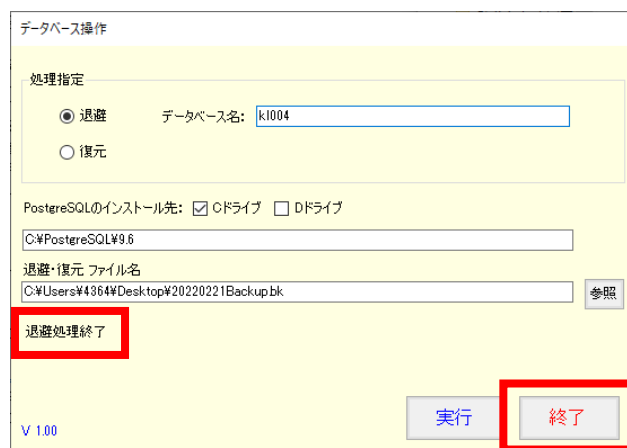 データベース操作
処理指定
退避 データベース名: kl004
復元
PostgreSQLのインストール先: Cドライブ Dドライブ
C:¥PostgreSQL¥9.6
退避・復元 ファイル名
C:¥Users¥4364¥Desktop¥20220221Backup.bk 参照
退避処理終了
実行 終了
V 1.00